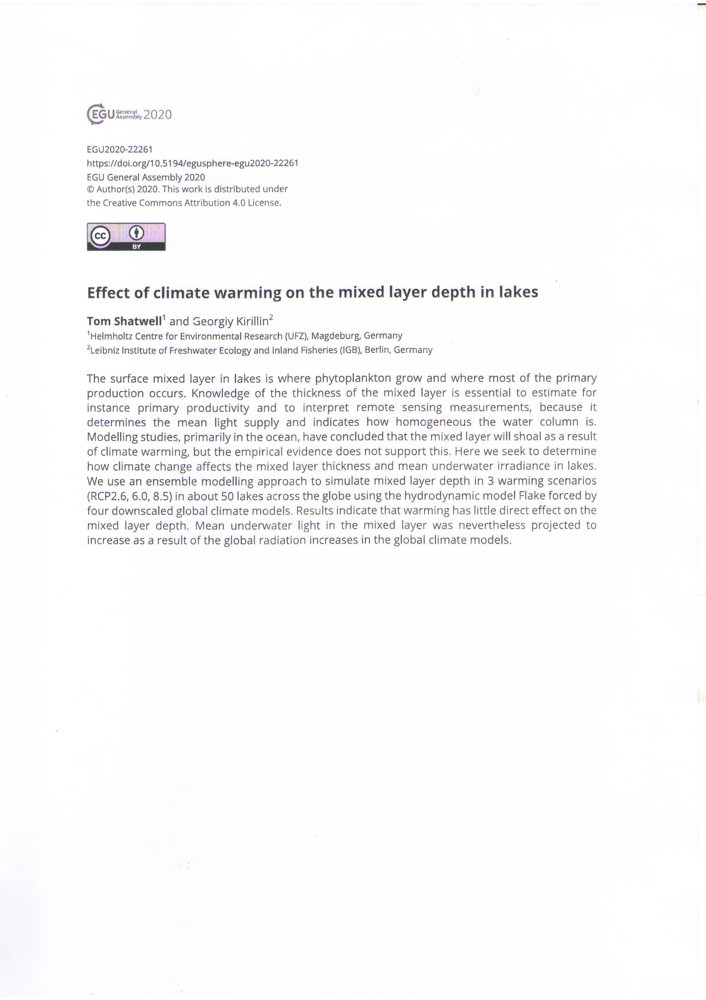 EGU General Assembly 2020
EGU2020-22261
https://doi.org/10.5194/egusphere-egu2020-22261
EGU General Assembly 2020
© Author(s) 2020. This work is distributed under
the Creative Commons Attribution 4.0 License.
cc
BY
Effect of climate warming on the mixed layer depth in lakes
Tom Shatwell¹ and Georgiy Kirillin²
¹Helmholtz Centre for Environmental Research (UFZ), Magdeburg, Germany
²Leibniz Institute of Freshwater Ecology and Inland Fisheries (IGB), Berlin, Germany
The surface mixed layer in lakes is where phytoplankton grow and where most of the primary
production occurs. Knowledge of the thickness of the mixed layer is essential to estimate for
instance primary productivity and to interpret remote sensing measurements, because it
determines the mean light supply and indicates how homogeneous the water column is.
Modelling studies, primarily in the ocean, have concluded that the mixed layer will shoal as a result
of climate warming, but the empirical evidence does not support this. Here we seek to determine
how climate change affects the mixed layer thickness and mean underwater irradiance in lakes.
We use an ensemble modelling approach to simulate mixed layer depth in 3 warming scenarios
(RCP2.6, 6.0, 8.5) in about 50 lakes across the globe using the hydrodynamic model Flake forced by
four downscaled global climate models. Results indicate that warming has little direct effect on the
mixed layer depth. Mean underwater light in the mixed layer was nevertheless projected to
increase as a result of the global radiation increases in the global climate models.